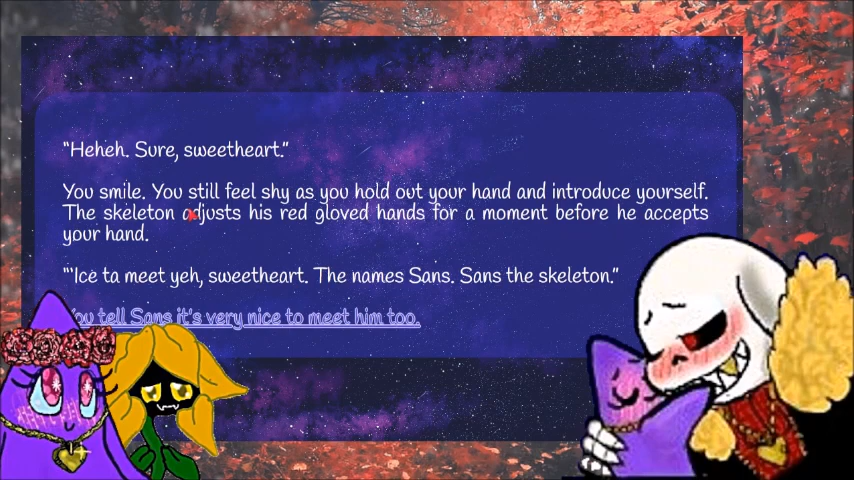 “Heheh. Sure, sweetheart.”
You smile. You still feel shy as you hold out your hand and introduce yourself.
The skeleton adjusts his red gloved hands for a moment before he accepts
your hand.
“‘Ice ta meet yeh, sweetheart. The names Sans. Sans the skeleton.”
You tell Sans it’s very nice to meet him too.